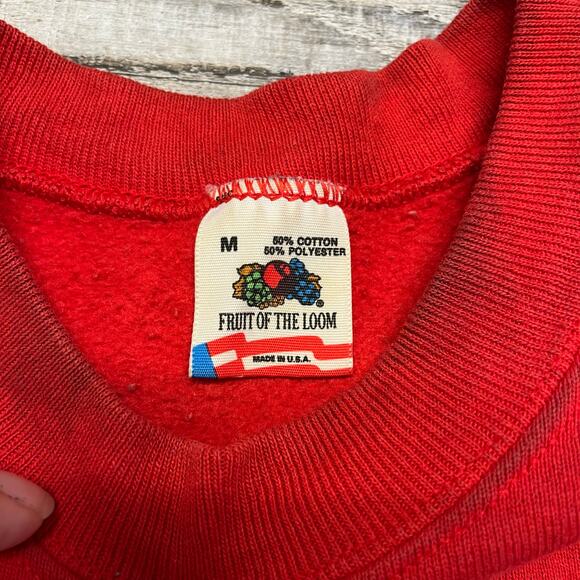 M
50% COTTON
50% POLYESTER
®
FRUIT OF THE LOOM
MADE IN U.S.A.